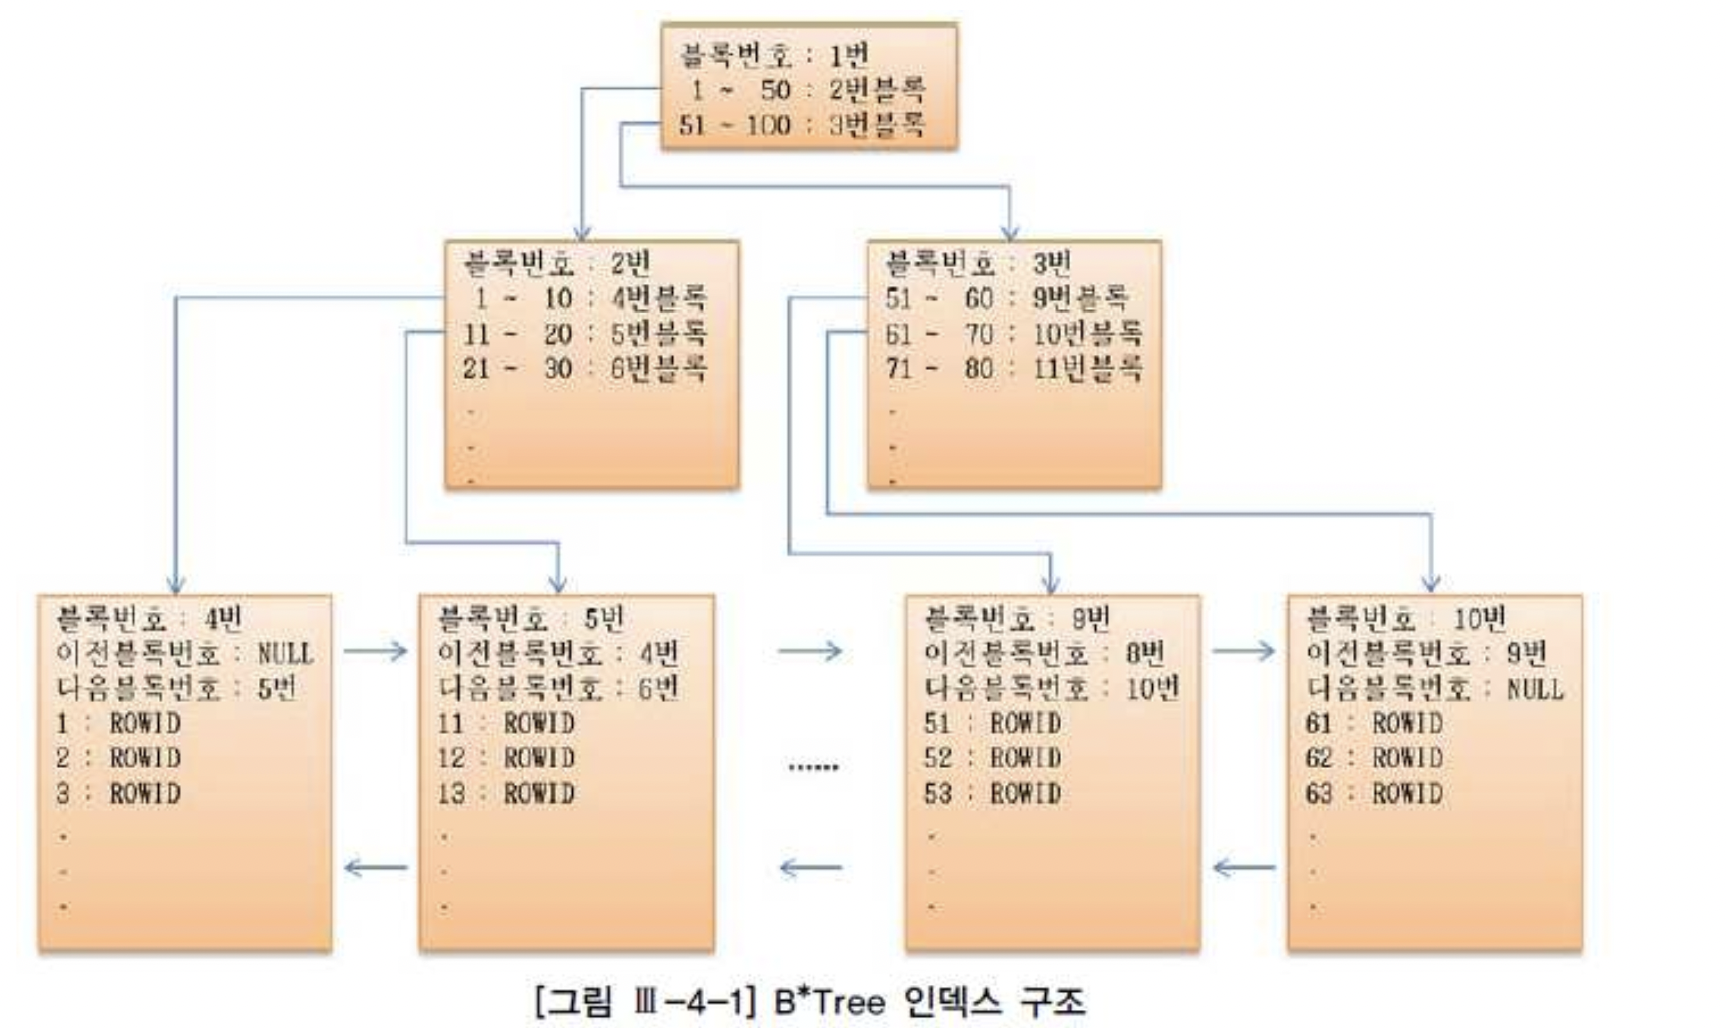 블록번호 : 1번
1 ~ 50 : 2번블록
51 ~ 100 : 3번블록
블록번호 : 2번
1 ~ 10 : 4번블록
11 ~ 20 : 5번블록
21 ~ 30 : 6번블록
.
.
.
블록번호 : 3번
51 ~ 60 : 9번블록
61 ~ 70 : 10번블록
71 ~ 80 : 11번블록
.
.
.
블록번호 : 4번
이전블록번호 : NULL
다음블록번호 : 5번
1 : ROWID
2 : ROWID
3 : ROWID
.
.
.
블록번호 : 5번
이전블록번호 : 4번
다음블록번호 : 6번
11 : ROWID
12 : ROWID
13 : ROWID
.
.
.
......
블록번호 : 9번
이전블록번호 : 8번
다음블록번호 : 10번
51 : ROWID
52 : ROWID
53 : ROWID
.
.
.
블록번호 : 10번
이전블록번호 : 9번
다음블록번호 : NULL
61 : ROWID
62 : ROWID
63 : ROWID
.
.
.
[그림 Ⅲ-4-1] B*Tree 인덱스 구조